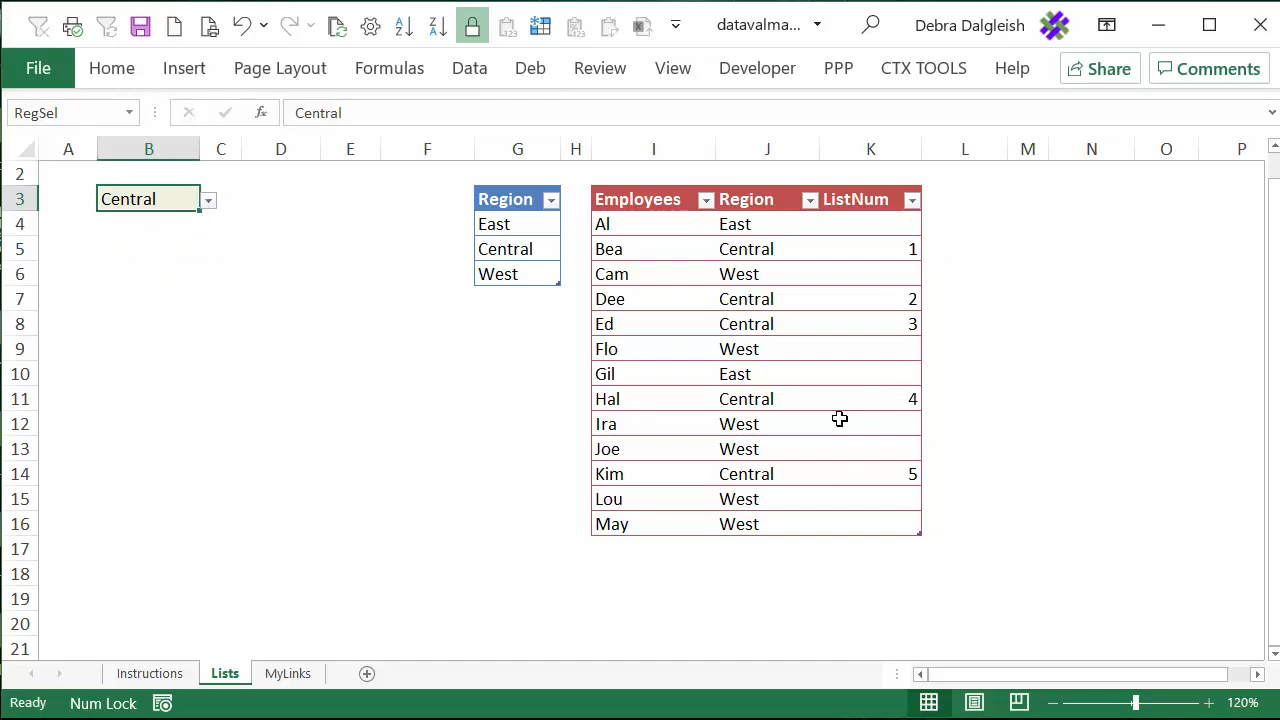 datavalma... Debra Dalgleish
File Home Insert Page Layout Formulas Data Deb Review View Developer PPP CTX TOOLS Help Share Comments
RegSel fx Central
A B C D E F G H I J K L M N O P
2
3 Central Region Employees Region ListNum
4 East Al East
5 Central Bea Central 1
6 West Cam West
7 Dee Central 2
8 Ed Central 3
9 Flo West
10 Gil East
11 Hal Central 4
12 Ira West
13 Joe West
14 Kim Central 5
15 Lou West
16 May West
17
18
19
20
21
Instructions Lists MyLinks
Ready Num Lock 120%